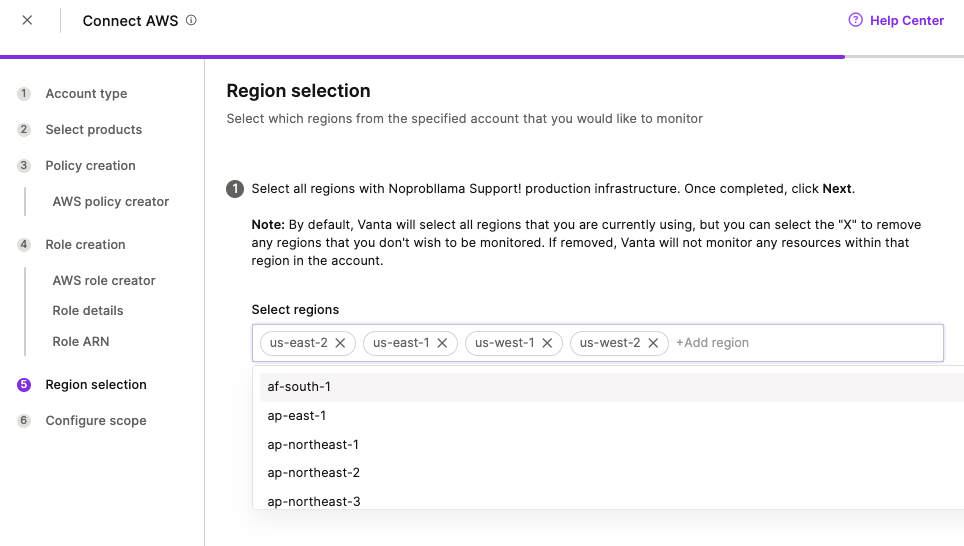 Connect AWS
Help Center
1 Account type
2 Select products
3 Policy creation
AWS policy creator
4 Role creation
AWS role creator
Role details
Role ARN
5 Region selection
6 Configure scope
Region selection
Select which regions from the specified account that you would like to monitor
1 Select all regions with Noprobllama Support! production infrastructure. Once completed, click Next.
Note: By default, Vanta will select all regions that you are currently using, but you can select the "X" to remove
any regions that you don't wish to be monitored. If removed, Vanta will not monitor any resources within that
region in the account.
Select regions
us-east-2 us-east-1 us-west-1 us-west-2 +Add region
af-south-1
ap-east-1
ap-northeast-1
ap-northeast-2
ap-northeast-3